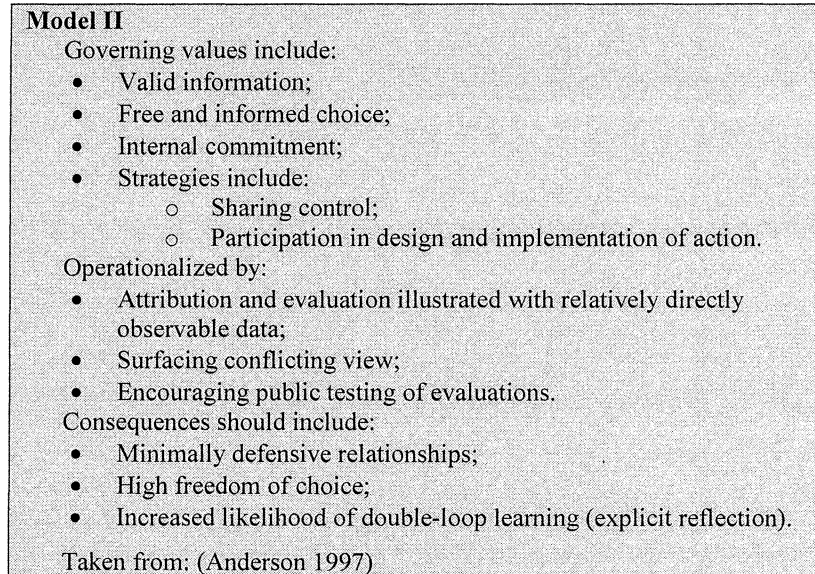 Model II
Governing values include:
• Valid information;
• Free and informed choice;
• Internal commitment;
• Strategies include:
o Sharing control;
o Participation in design and implementation of action.
Operationalized by:
• Attribution and evaluation illustrated with relatively directly
observable data;
• Surfacing conflicting view;
• Encouraging public testing of evaluations.
Consequences should include:
• Minimally defensive relationships;
• High freedom of choice;
• Increased likelihood of double-loop learning (explicit reflection).
Taken from: (Anderson 1997)